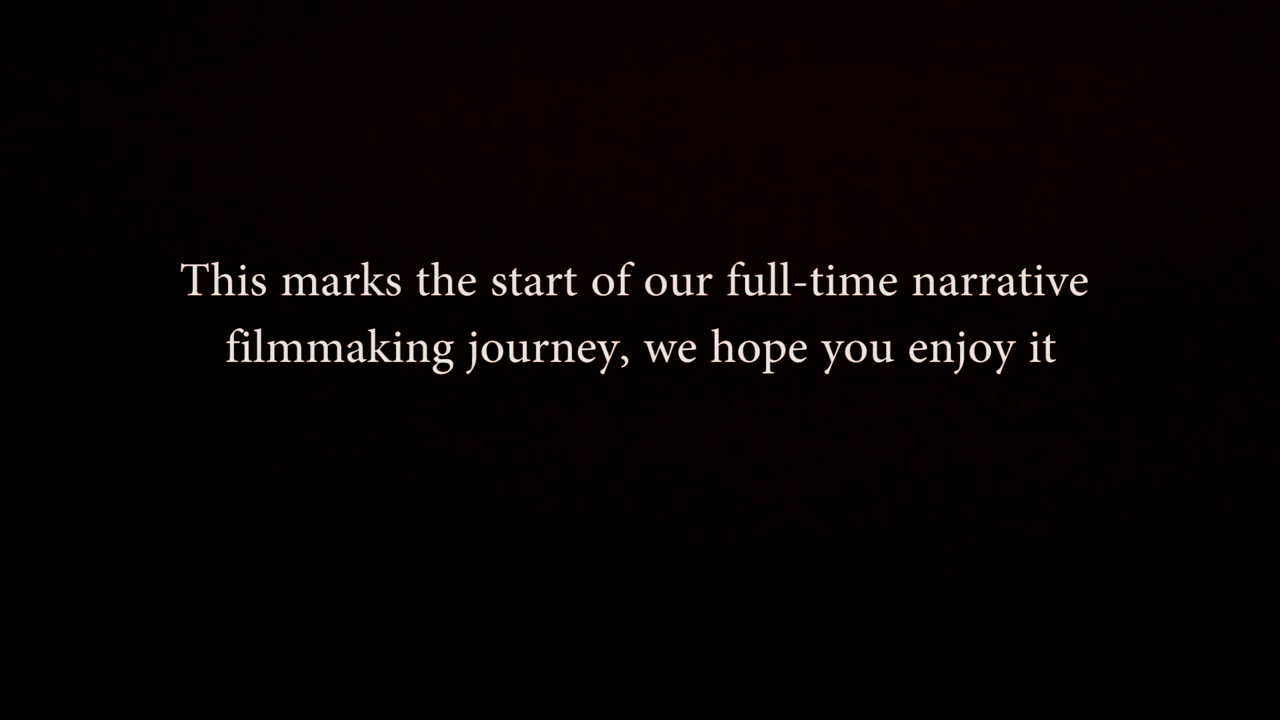 This marks the start of our full-time narrative
filmmaking journey, we hope you enjoy it